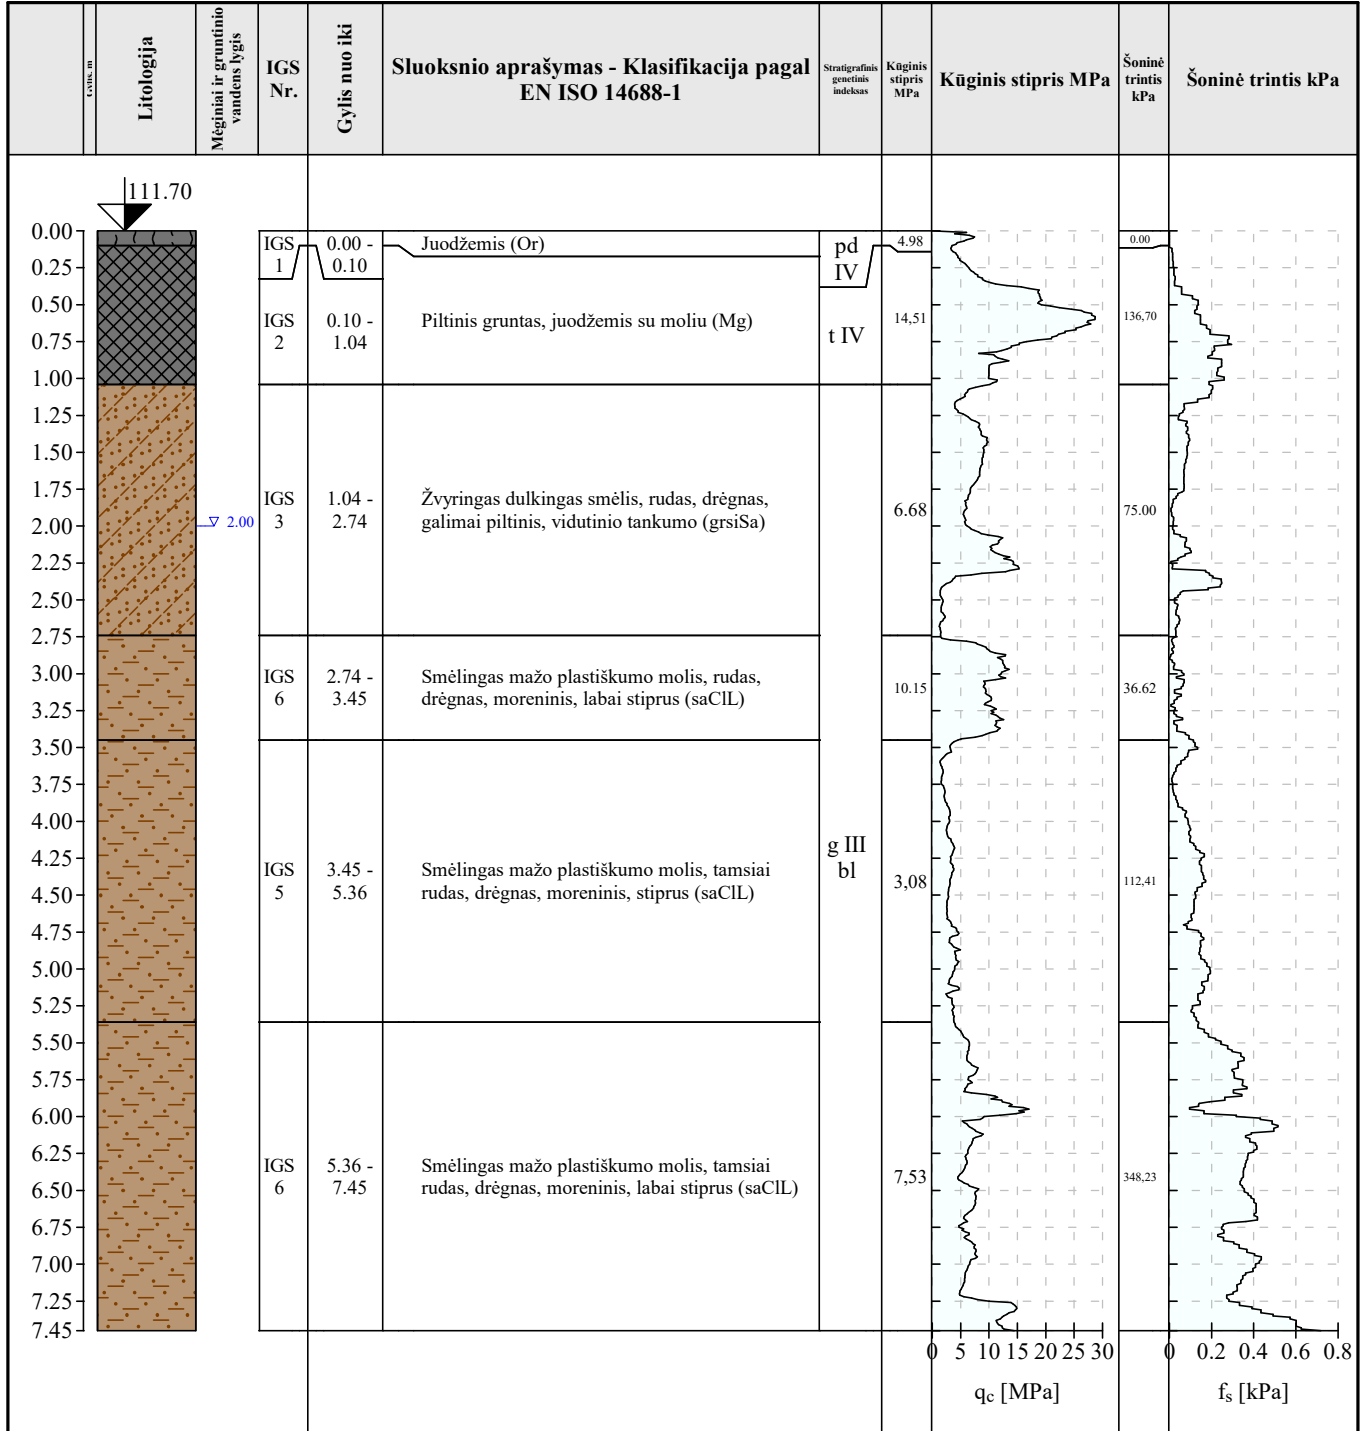 Gylis, m
Litologija
Mėginiai ir gruntinio
vandens lygis
IGS
Nr.
Gylis nuo iki
Sluoksnio aprašymas - Klasifikacija pagal
EN ISO 14688-1
Stratigrafinis
genetinis
indeksas
Kūginis
stipris
MPa
Kūginis stipris MPa
Šoninė
trintis
kPa
Šoninė trintis kPa
111.70
0.00
0.25
0.50
0.75
1.00
1.25
1.50
1.75
2.00
2.25
2.50
2.75
3.00
3.25
3.50
3.75
4.00
4.25
4.50
4.75
5.00
5.25
5.50
5.75
6.00
6.25
6.50
6.75
7.00
7.25
7.45
2.00
IGS
1
0.00 -
0.10
Juodžemis (Or)
pd
IV
4.98
0.00
IGS
2
0.10 -
1.04
Piltinis gruntas, juodžemis su moliu (Mg)
t IV
14,51
136,70
IGS
3
1.04 -
2.74
Žvyringas dulkingas smėlis, rudas, drėgnas,
galimai piltinis, vidutinio tankumo (grsiSa)
6.68
75.00
IGS
6
2.74 -
3.45
Smėlingas mažo plastiškumo molis, rudas,
drėgnas, moreninis, labai stiprus (saClL)
10.15
36.62
g III
bl
IGS
5
3.45 -
5.36
Smėlingas mažo plastiškumo molis, tamsiai
rudas, drėgnas, moreninis, stiprus (saClL)
3,08
112,41
IGS
6
5.36 -
7.45
Smėlingas mažo plastiškumo molis, tamsiai
rudas, drėgnas, moreninis, labai stiprus (saClL)
7,53
348,23
0 5 10 15 20 25 30
q_c [MPa]
0 0.2 0.4 0.6 0.8
f_s [kPa]